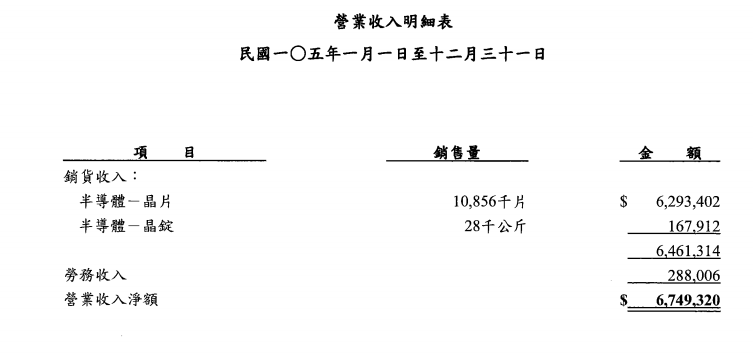 營業收入明細表
民國一〇五年一月一日至十二月三十一日
項 目 銷售量 金 額
銷貨收入：
半導體－晶片 10,856千片 $ 6,293,402
半導體－晶錠 28千公斤 167,912
6,461,314
勞務收入 288,006
營業收入淨額 $ 6,749,320